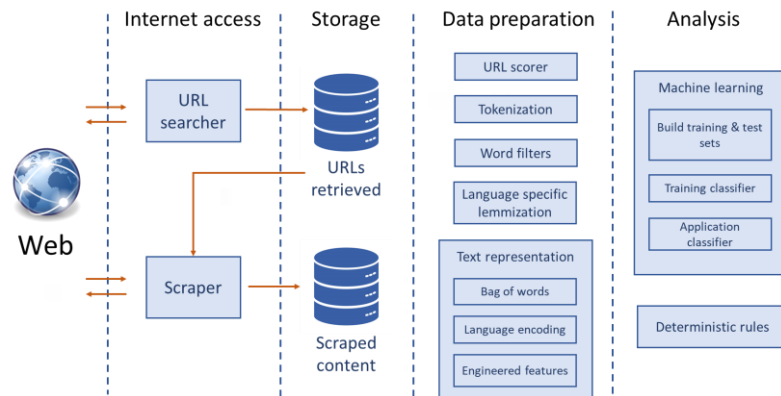 Internet access
Storage
Data preparation
Analysis
Web
URL
searcher
Scraper
URLs
retrieved
Scraped
content
URL scorer
Tokenization
Word filters
Language specific
lemmization
Text representation
Bag of words
Language encoding
Engineered features
Machine learning
Build training & test
sets
Training classifier
Application
classifier
Deterministic rules